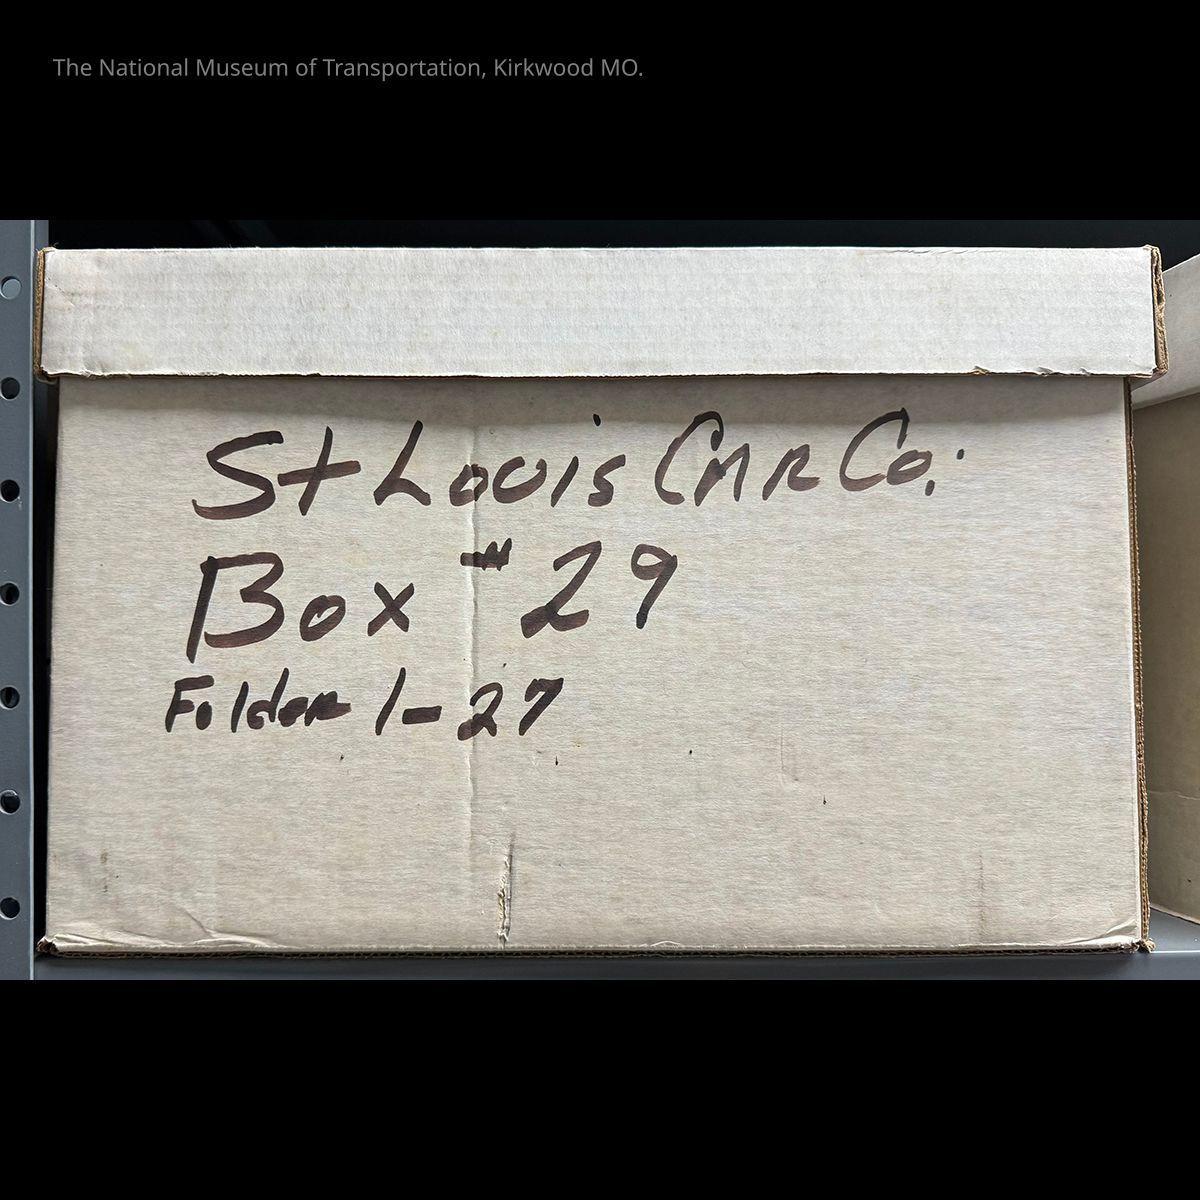 The National Museum of Transportation, Kirkwood MO.
St Louis Car Co.
Box #29
Folder 1-27